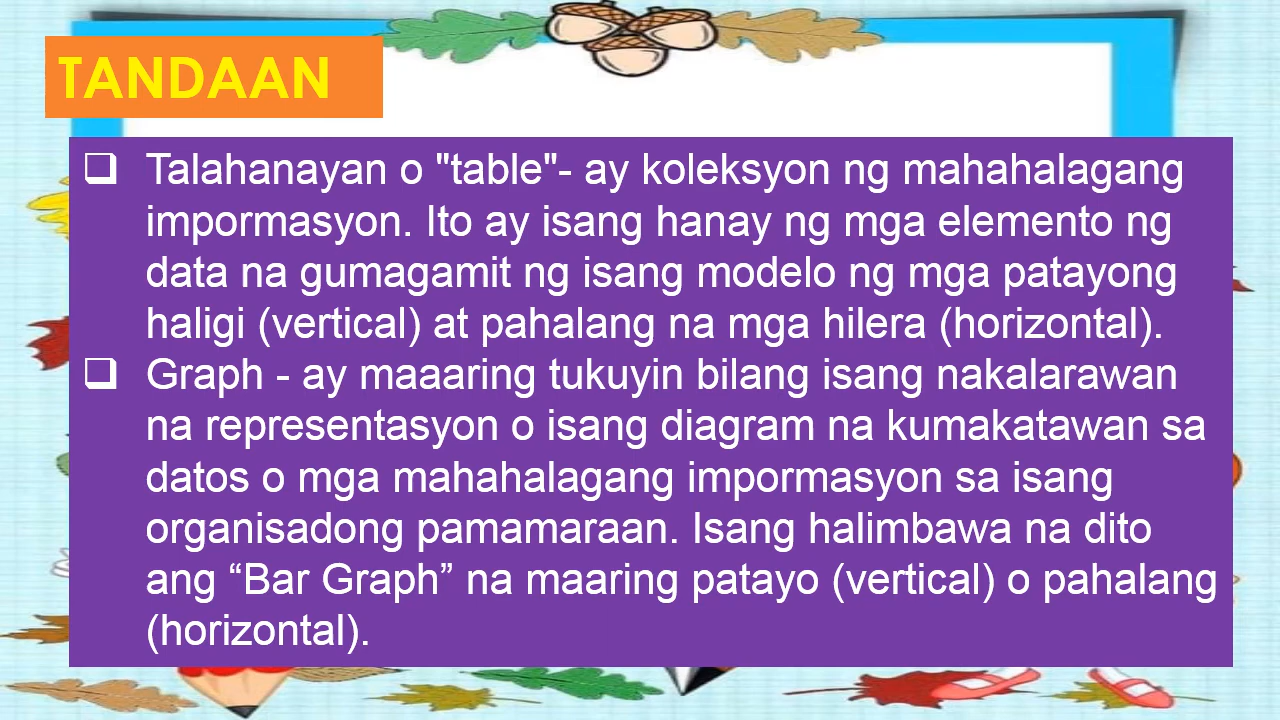 TANDAAN
❑ Talahanayan o "table"- ay koleksyon ng mahahalagang
impormasyon. Ito ay isang hanay ng mga elemento ng
data na gumagamit ng isang modelo ng mga patayong
haligi (vertical) at pahalang na mga hilera (horizontal).
❑ Graph - ay maaaring tukuyin bilang isang nakalarawan
na representasyon o isang diagram na kumakatawan sa
datos o mga mahahalagang impormasyon sa isang
organisadong pamamaraan. Isang halimbawa na dito
ang “Bar Graph” na maaring patayo (vertical) o pahalang
(horizontal).